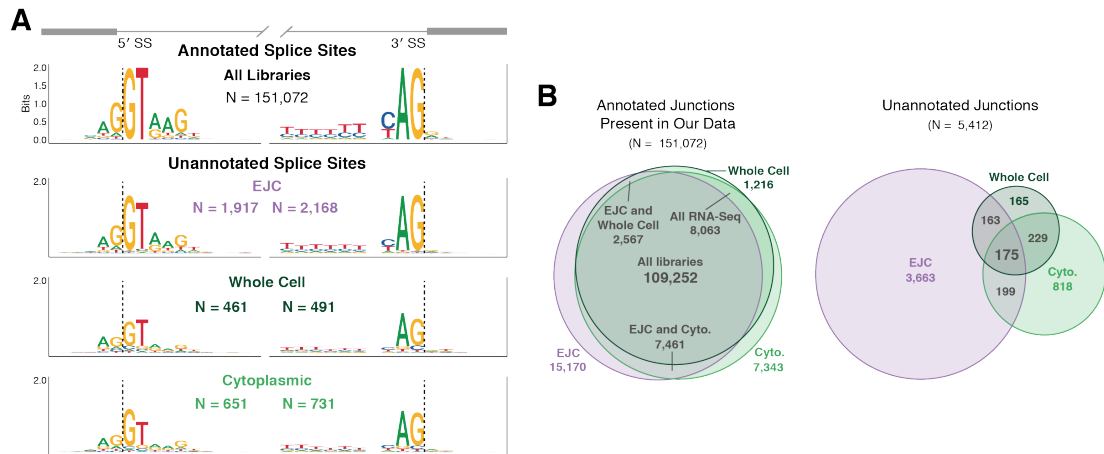 A
5′ SS
3′ SS
Annotated Splice Sites
All Libraries
N = 151,072
Bits
2.0
1.5
1.0
0.5
0.0
A G G T A A G
C A G
Unannotated Splice Sites
EJC
N = 1,917 N = 2,168
2.0
A G G T A A G
C A G
Whole Cell
N = 461 N = 491
2.0
A G G T
A G
Cytoplasmic
N = 651 N = 731
2.0
A G G T
A G
B
Annotated Junctions
Present in Our Data
(N = 151,072)
Whole Cell
1,216
EJC and
Whole Cell
2,567
All RNA-Seq
8,063
All libraries
109,252
EJC and Cyto.
7,461
EJC
15,170
Cyto.
7,343
Unannotated Junctions
(N = 5,412)
Whole Cell
165
163
229
175
EJC
3,663
Cyto.
818
199